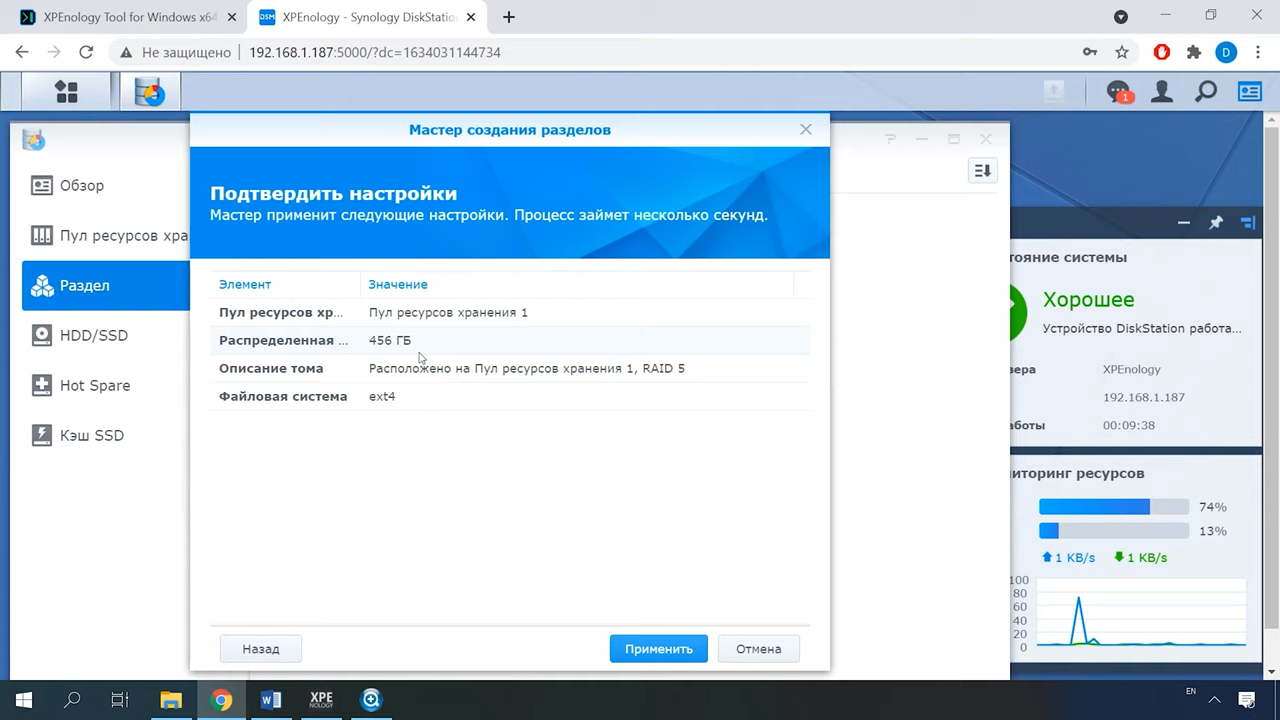 XPEnology Tool for Windows x64
DSM
XPEnology - Synology DiskStatio
Не защищено
192.168.1.187:5000/?dc=1634031144734
D
1
Мастер создания разделов
Подтвердить настройки
Мастер применит следующие настройки. Процесс займет несколько секунд.
Обзор
Пул ресурсов хра
Раздел
HDD/SSD
Hot Spare
Кэш SSD
Элемент
Значение
Пул ресурсов хр...
Пул ресурсов хранения 1
Распределенная ...
456 ГБ
Описание тома
Расположено на Пул ресурсов хранения 1, RAID 5
Файловая система
ext4
Назад
Применить
Отмена
тояние системы
Хорошее
Устройство DiskStation работа...
вера
XPEnology
192.168.1.187
аботы
00:09:38
иторинг ресурсов
74%
13%
1 KB/s
1 KB/s
100
80
60
40
20
0
W
XPE
NOLOGY
EN